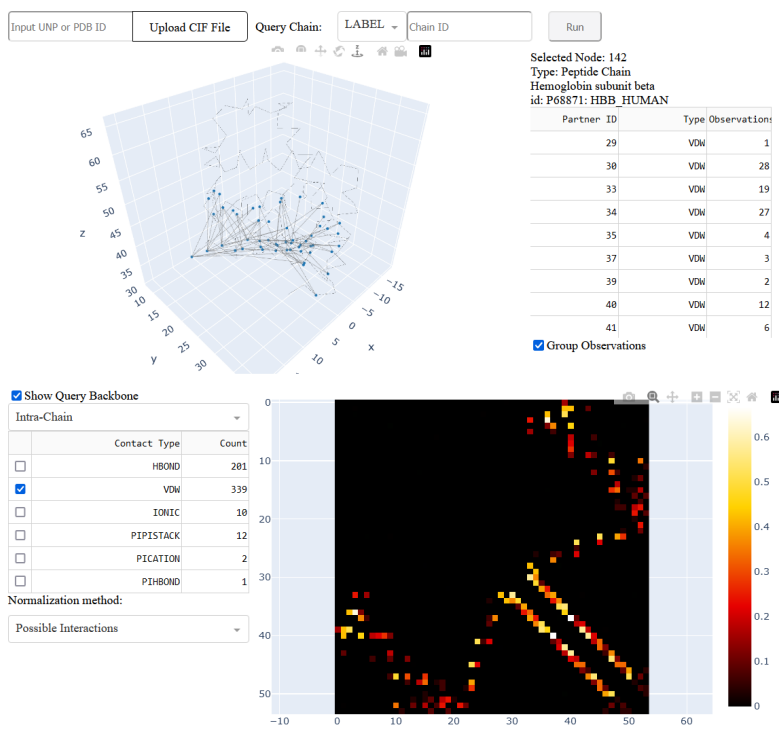 Input UNP or PDB ID
Upload CIF File
Query Chain:
LABEL
Chain ID
Run
Selected Node: 142
Type: Peptide Chain
Hemoglobin subunit beta
id: P68871: HBB_HUMAN
Partner ID Type Observations
29 VDW 1
30 VDW 28
33 VDW 19
34 VDW 27
35 VDW 4
37 VDW 3
39 VDW 2
40 VDW 12
41 VDW 6
Group Observations
65
60
55
50
45
40
35
30
z
10
15
20
25
30
y
10
5
0
−5
−10
−15
x
Show Query Backbone
Intra-Chain
Contact Type Count
HBOND 201
VDW 339
IONIC 10
PIPISTACK 12
PICATION 2
PIHBOND 1
Normalization method:
Possible Interactions
0
10
20
30
40
50
−10 0 10 20 30 40 50 60
0.6
0.5
0.4
0.3
0.2
0.1
0